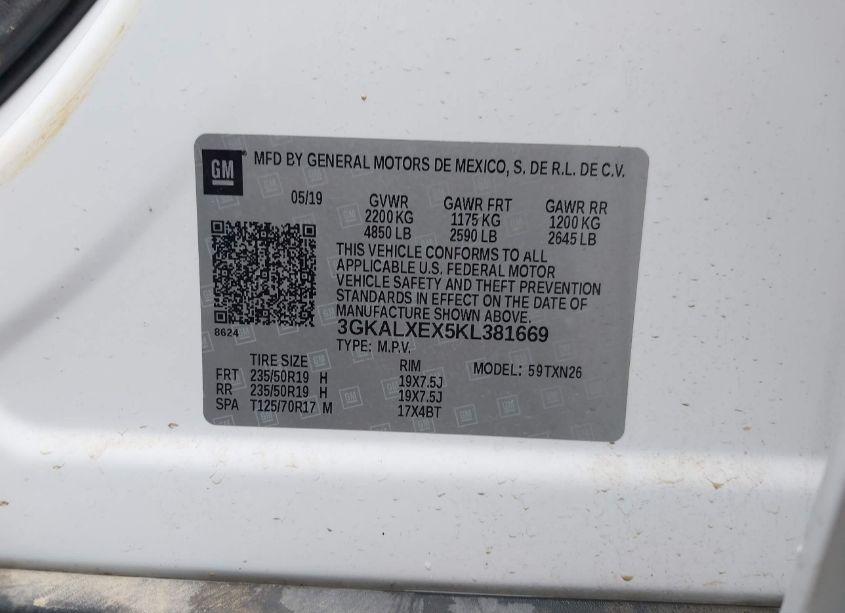 GM
MFD BY GENERAL MOTORS DE MEXICO, S. DE R.L. DE C.V.
05/19 GVWR GAWR FRT GAWR RR
2200 KG 1175 KG 1200 KG
4850 LB 2590 LB 2645 LB
THIS VEHICLE CONFORMS TO ALL
APPLICABLE U.S. FEDERAL MOTOR
VEHICLE SAFETY AND THEFT PREVENTION
STANDARDS IN EFFECT ON THE DATE OF
MANUFACTURE SHOWN ABOVE.
8624
3GKALXEX5KL381669
TYPE: M.P.V.
TIRE SIZE RIM MODEL: 59TXN26
FRT 235/50R19 H 19X7.5J
RR 235/50R19 H 19X7.5J
SPA T125/70R17 M 17X4BT